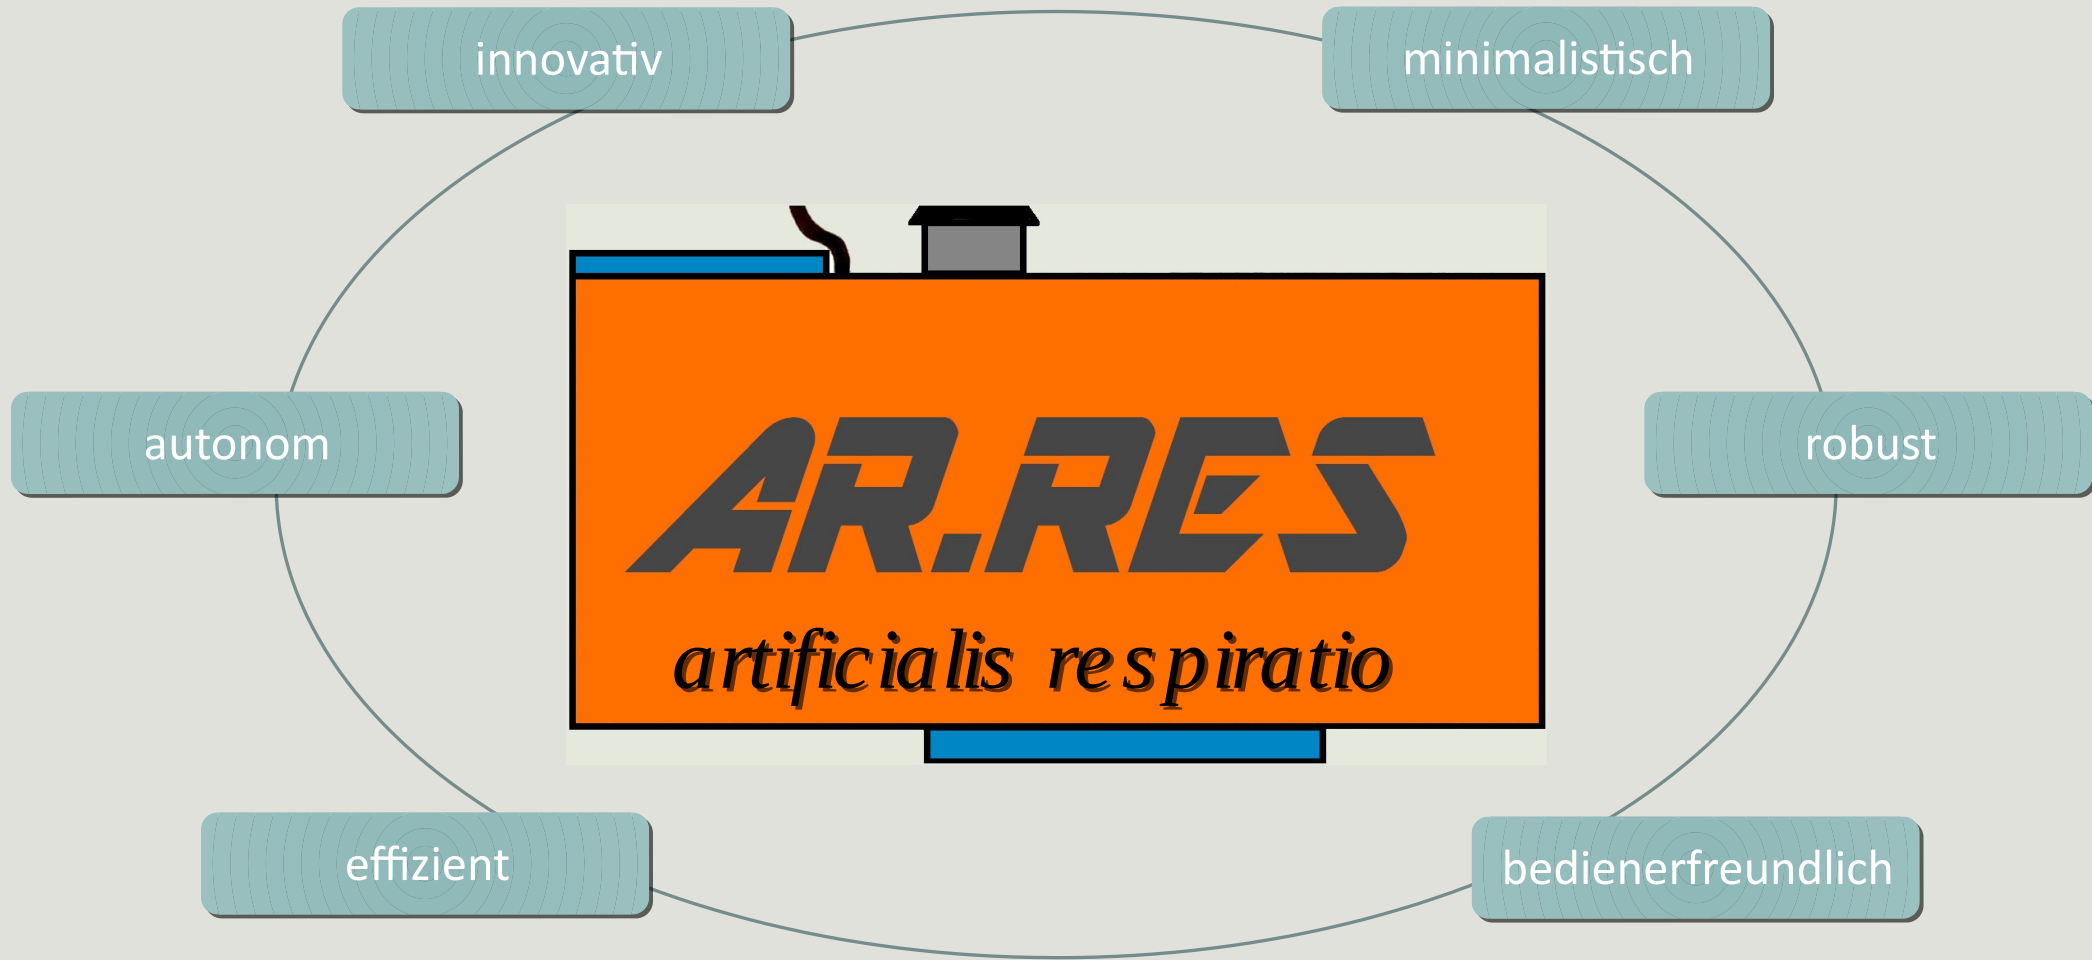 innovativ
minimalistisch
autonom
robust
AR.RES
artificialis respiratio
effizient
bedienerfreundlich